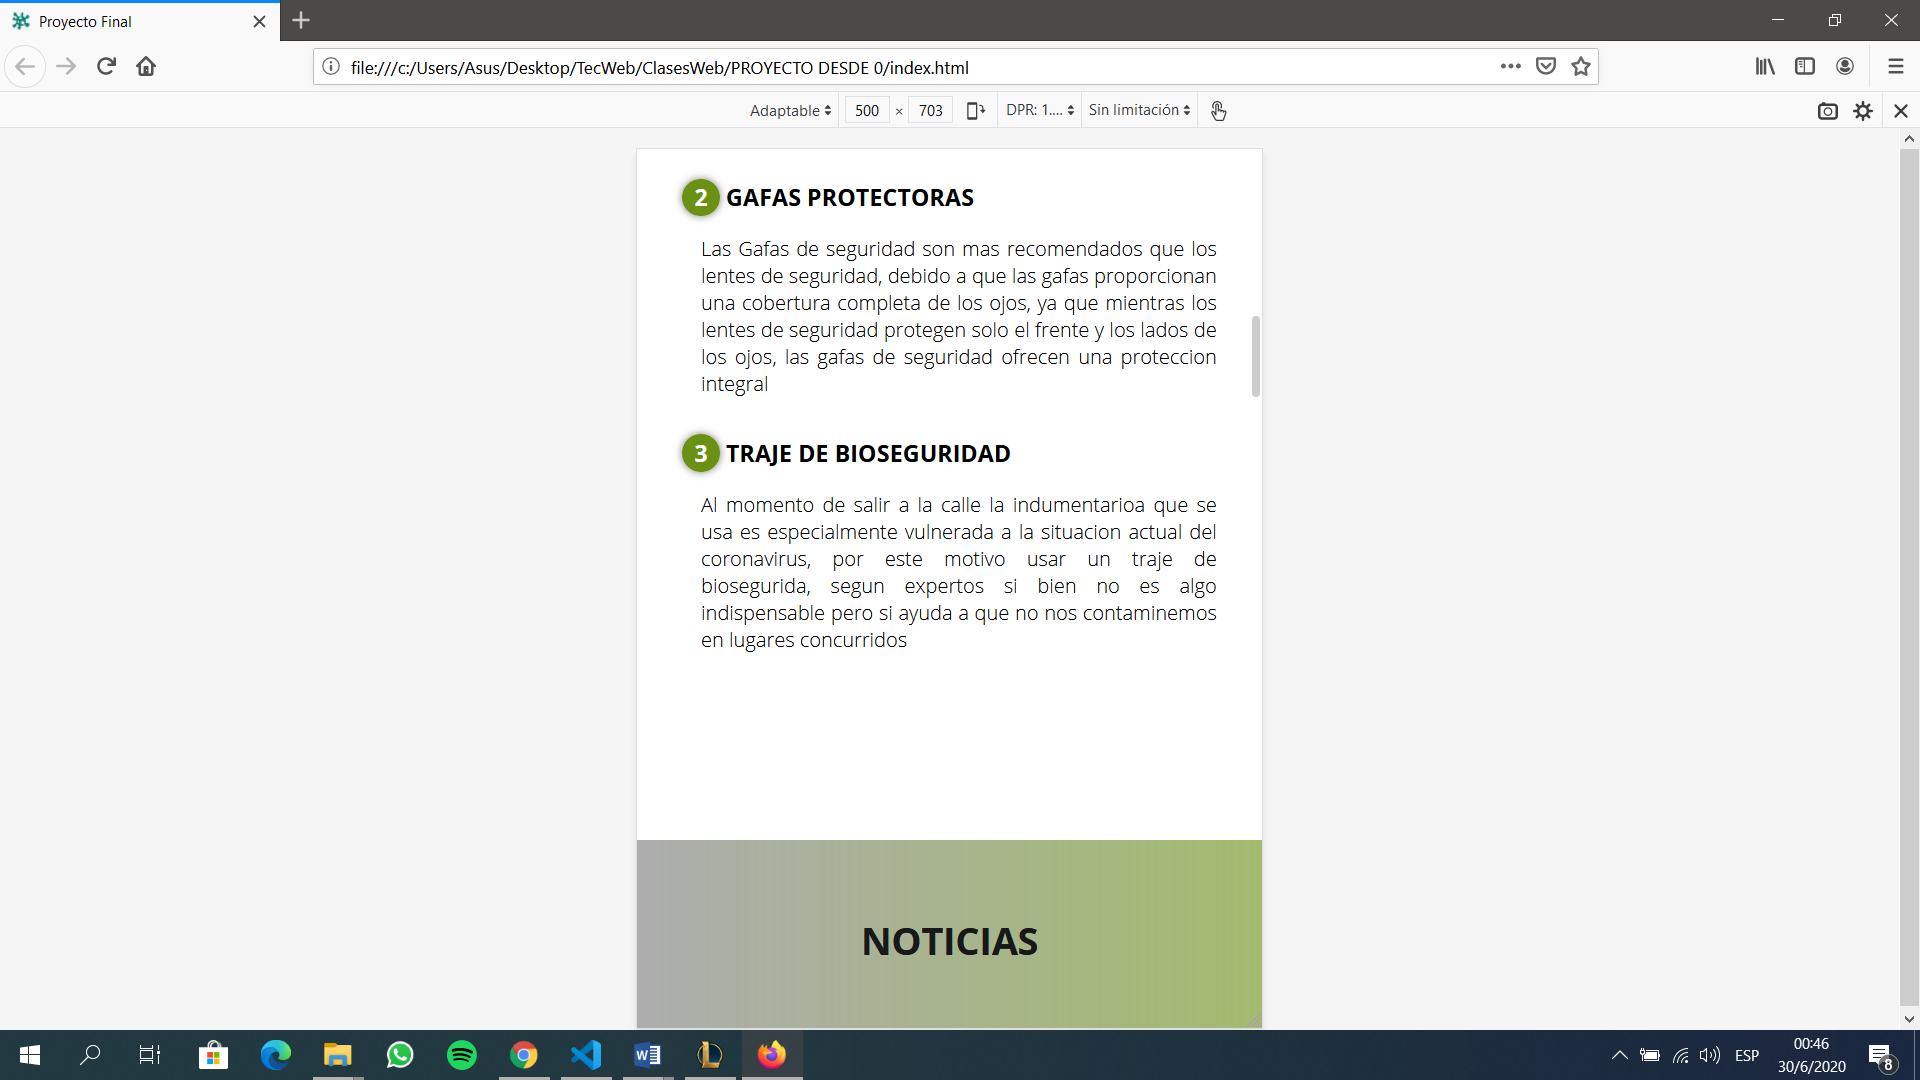 Proyecto Final
file:///c:/Users/Asus/Desktop/TecWeb/ClasesWeb/PROYECTO DESDE 0/index.html
Adaptable 500 × 703 DPR: 1.... Sin limitación
2 GAFAS PROTECTORAS
Las Gafas de seguridad son mas recomendados que los
lentes de seguridad, debido a que las gafas proporcionan
una cobertura completa de los ojos, ya que mientras los
lentes de seguridad protegen solo el frente y los lados de
los ojos, las gafas de seguridad ofrecen una proteccion
integral
3 TRAJE DE BIOSEGURIDAD
Al momento de salir a la calle la indumentarioa que se
usa es especialmente vulnerada a la situacion actual del
coronavirus, por este motivo usar un traje de
biosegurida, segun expertos si bien no es algo
indispensable pero si ayuda a que no nos contaminemos
en lugares concurridos
NOTICIAS
ESP
00:46
30/6/2020
8